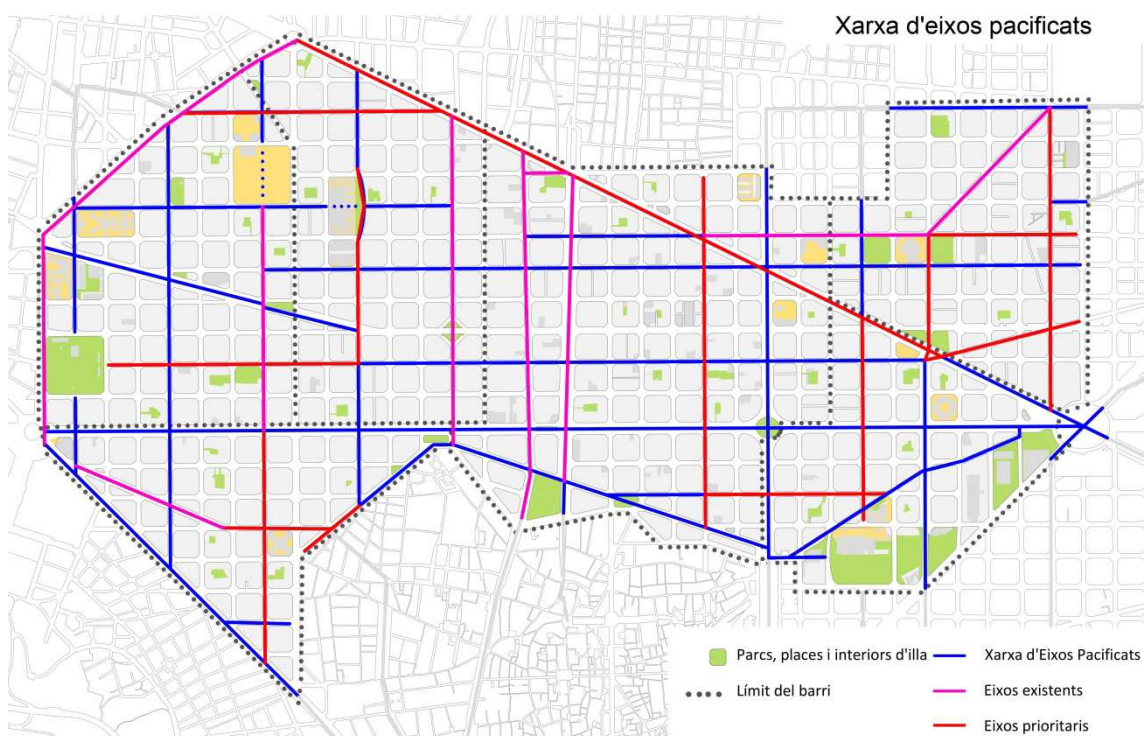 Xarxa d'eixos pacificats
Parcs, places i interiors d'illa
Límit del barri
Xarxa d'Eixos Pacificats
Eixos existents
Eixos prioritaris